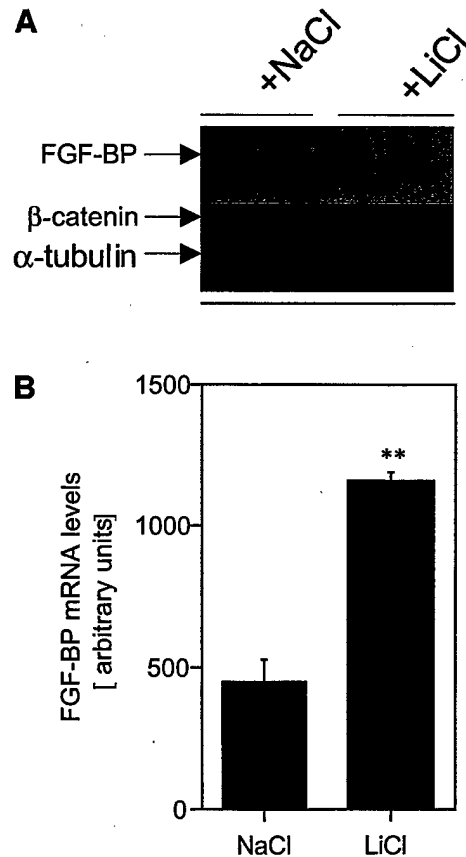 A
+NaCl
+LiCl
FGF-BP
β-catenin
α-tubulin
B
FGF-BP mRNA levels
[ arbitrary units]
1500
1000
500
0
**
NaCl
LiCl